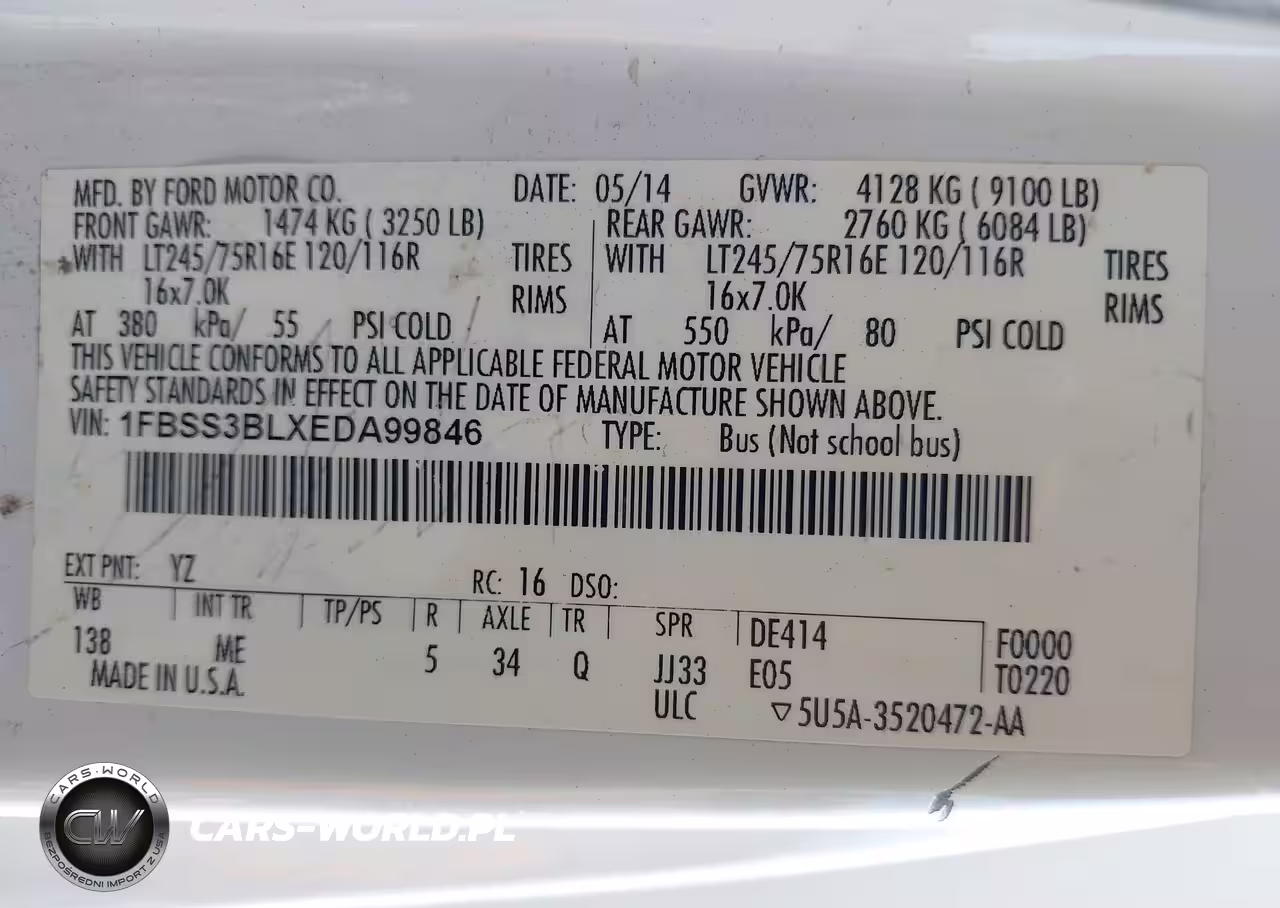 MFD. BY FORD MOTOR CO. DATE: 05/14 GVWR: 4128 KG ( 9100 LB)
FRONT GAWR: 1474 KG ( 3250 LB) REAR GAWR: 2760 KG ( 6084 LB)
WITH LT245/75R16E 120/116R TIRES WITH LT245/75R16E 120/116R TIRES
16x7.0K RIMS 16x7.0K RIMS
AT 380 kPa/ 55 PSI COLD AT 550 kPa/ 80 PSI COLD
THIS VEHICLE CONFORMS TO ALL APPLICABLE FEDERAL MOTOR VEHICLE
SAFETY STANDARDS IN EFFECT ON THE DATE OF MANUFACTURE SHOWN ABOVE.
VIN: 1FBSS3BLXEDA99846 TYPE: Bus (Not school bus)
EXT PNT: YZ RC: 16 DSO:
WB INT TR TP/PS R AXLE TR SPR DE414 F0000
138 ME 5 34 Q JJ33 E05 T0220
MADE IN U.S.A. ULC ▽5U5A-3520472-AA
CARS-WORLD
CW
BEZPOŚREDNI IMPORT Z USA
CARS-WORLD.PL